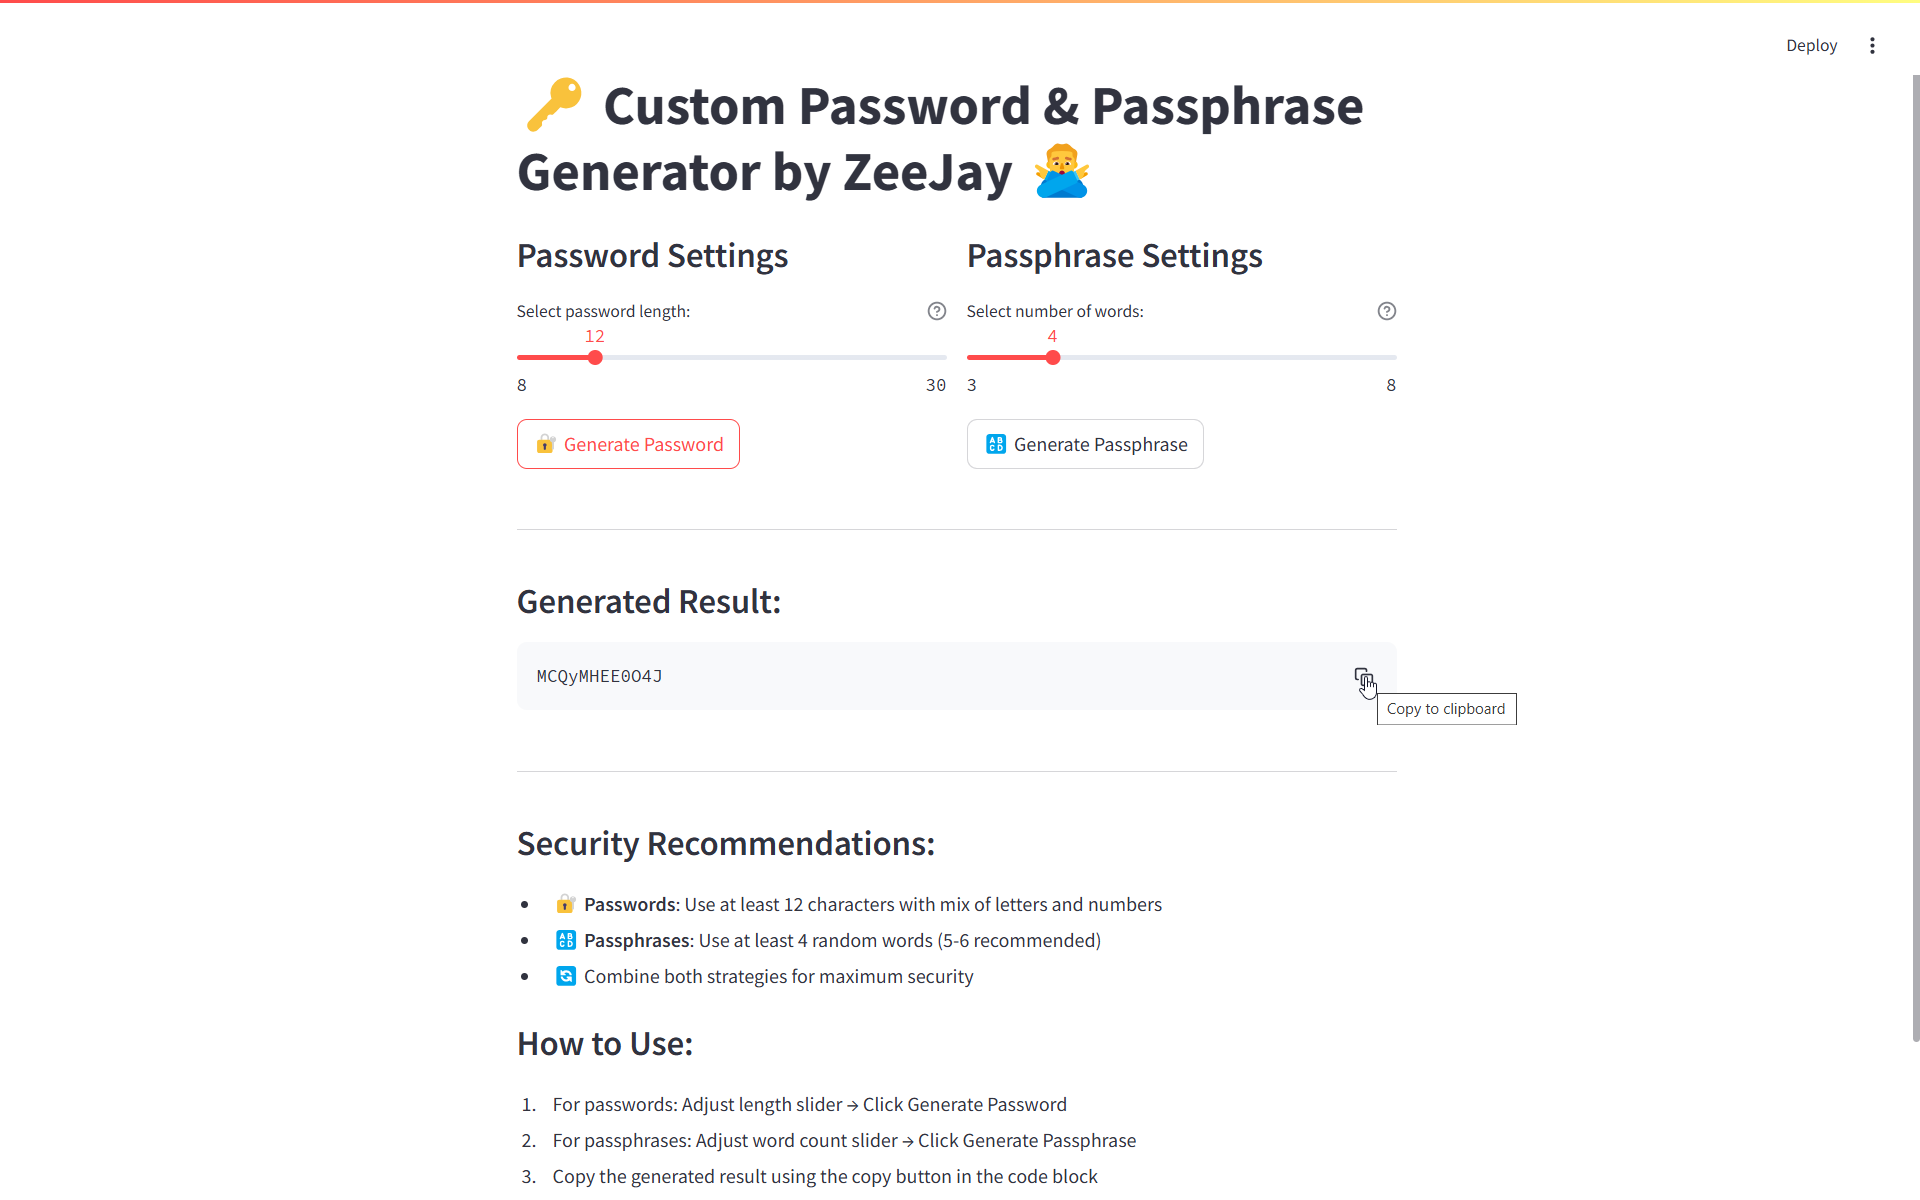 Deploy
🔑 Custom Password & Passphrase
Generator by ZeeJay 🙅‍♂️
Password Settings
Select password length:
12
8 30
Generate Password
Passphrase Settings
Select number of words:
4
3 8
Generate Passphrase
Generated Result:
MCQyMHEE0O4J
Copy to clipboard
Security Recommendations:
• 🔐 Passwords: Use at least 12 characters with mix of letters and numbers
• 🔠 Passphrases: Use at least 4 random words (5-6 recommended)
• 🔄 Combine both strategies for maximum security
How to Use:
1. For passwords: Adjust length slider → Click Generate Password
2. For passphrases: Adjust word count slider → Click Generate Passphrase
3. Copy the generated result using the copy button in the code block